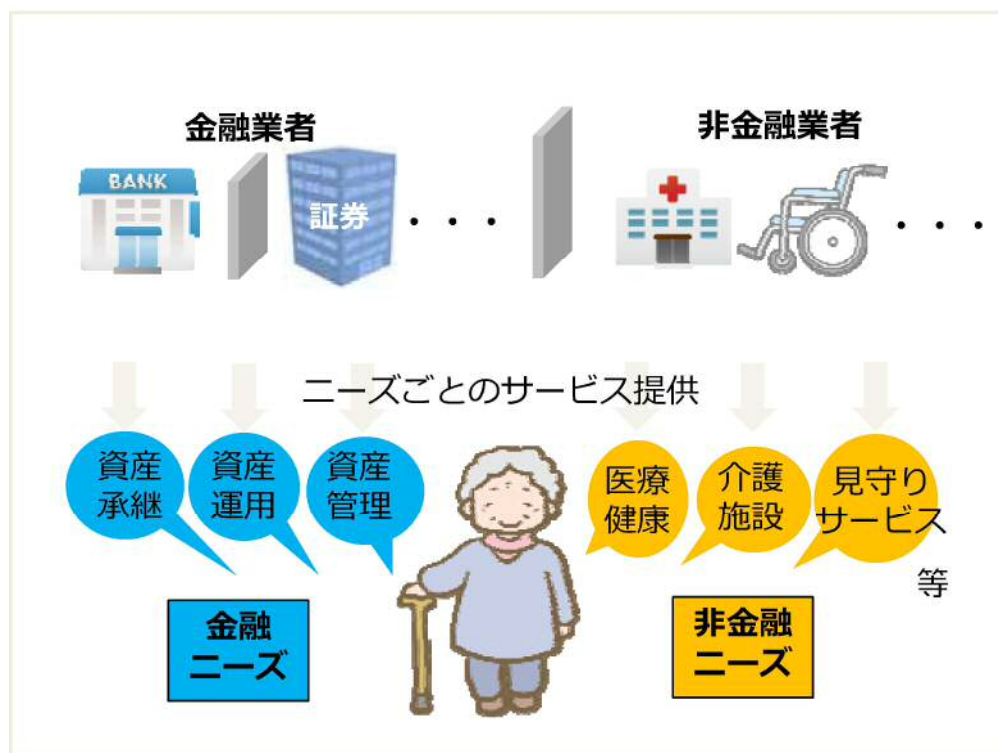 金融業者
非金融業者
BANK
証券
・・・
・・・
ニーズごとのサービス提供
資産
承継
資産
運用
資産
管理
医療
健康
介護
施設
見守り
サービス
等
金融
ニーズ
非金融
ニーズ